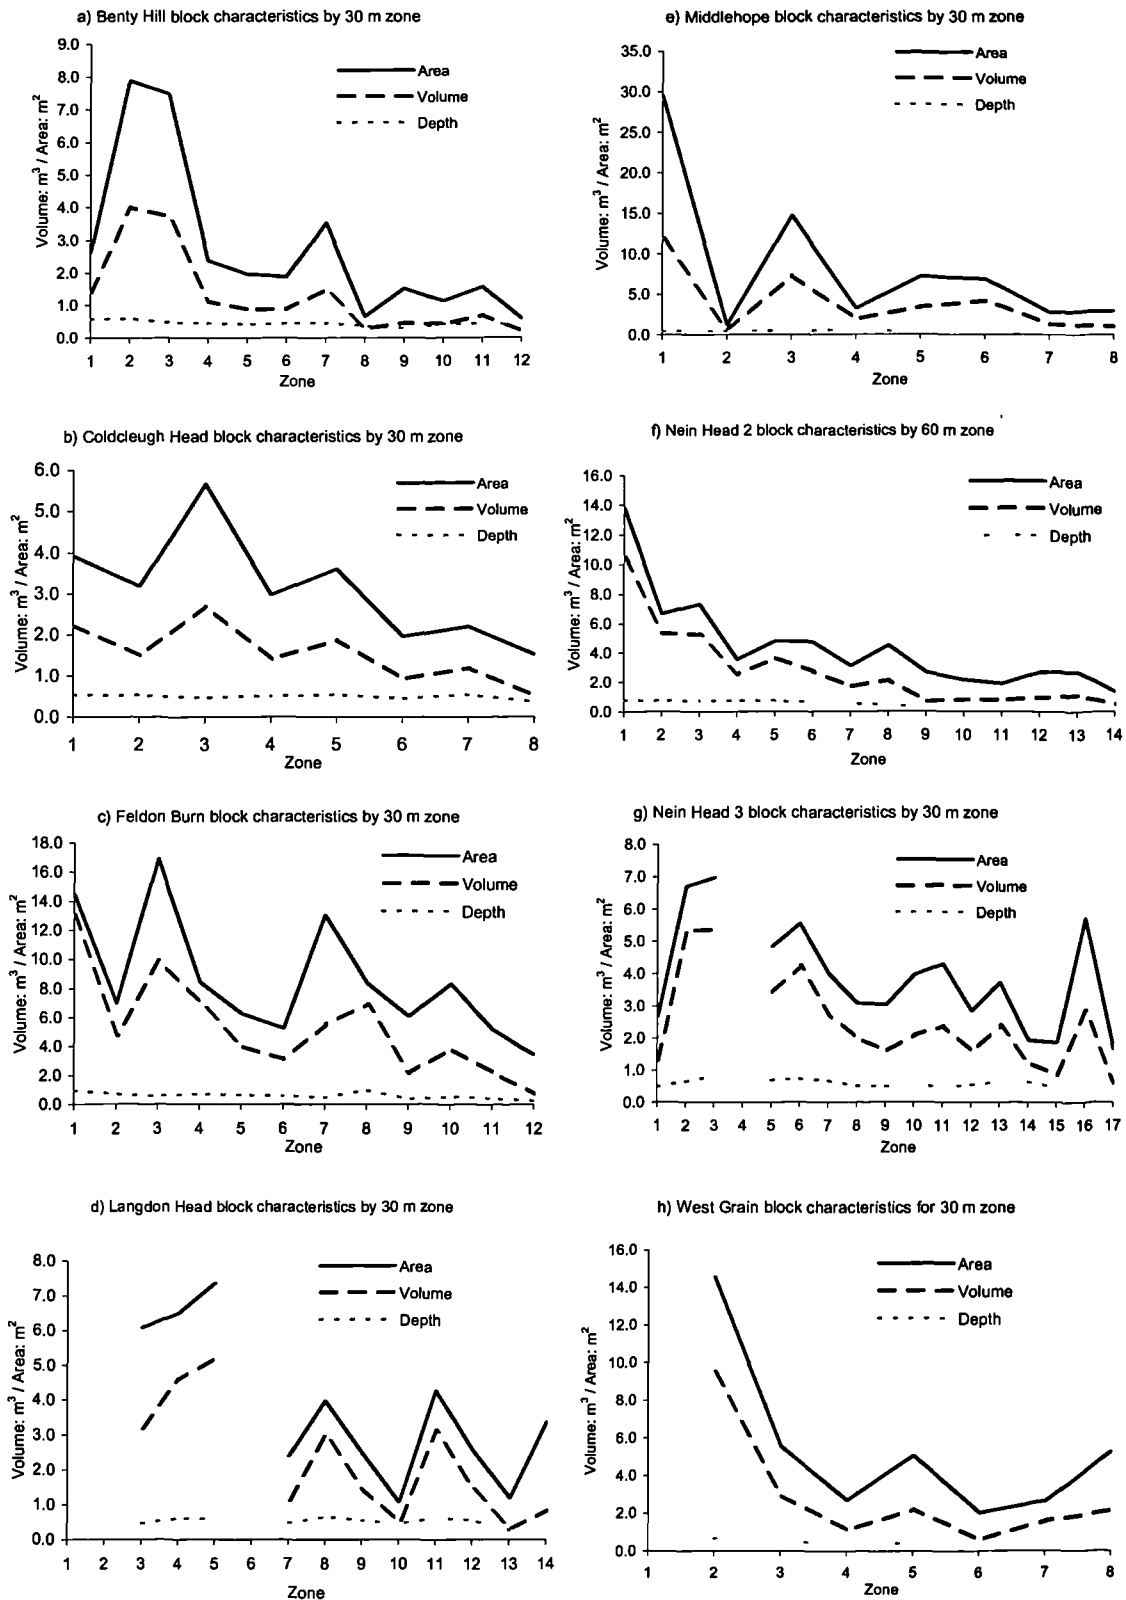 a) Benty Hill block characteristics by 30 m zone
9.0
8.0
7.0
6.0
5.0
4.0
3.0
2.0
1.0
0.0
Volume: m³ / Area: m²
Area
Volume
Depth
1 2 3 4 5 6 7 8 9 10 11 12
Zone
b) Coldcleugh Head block characteristics by 30 m zone
6.0
5.0
4.0
3.0
2.0
1.0
0.0
Volume: m³ / Area: m²
Area
Volume
Depth
1 2 3 4 5 6 7 8
Zone
c) Feldon Burn block characteristics by 30 m zone
18.0
16.0
14.0
12.0
10.0
8.0
6.0
4.0
2.0
0.0
Volume: m³ / Area: m²
Area
Volume
Depth
1 2 3 4 5 6 7 8 9 10 11 12
Zone
d) Langdon Head block characteristics by 30 m zone
8.0
7.0
6.0
5.0
4.0
3.0
2.0
1.0
0.0
Volume: m³ / Area: m²
Area
Volume
Depth
1 2 3 4 5 6 7 8 9 10 11 12 13 14
Zone
e) Middlehope block characteristics by 30 m zone
35.0
30.0
25.0
20.0
15.0
10.0
5.0
0.0
Volume: m³ / Area: m²
Area
Volume
Depth
1 2 3 4 5 6 7 8
Zone
f) Nein Head 2 block characteristics by 60 m zone
16.0
14.0
12.0
10.0
8.0
6.0
4.0
2.0
0.0
Volume: m³ / Area: m²
Area
Volume
Depth
1 2 3 4 5 6 7 8 9 10 11 12 13 14
Zone
g) Nein Head 3 block characteristics by 30 m zone
8.0
7.0
6.0
5.0
4.0
3.0
2.0
1.0
0.0
Volume: m³ / Area: m²
Area
Volume
Depth
1 2 3 4 5 6 7 8 9 10 11 12 13 14 15 16 17
Zone
h) West Grain block characteristics for 30 m zone
16.0
14.0
12.0
10.0
8.0
6.0
4.0
2.0
0.0
Volume: m³ / Area: m²
Area
Volume
Depth
1 2 3 4 5 6 7 8
Zone